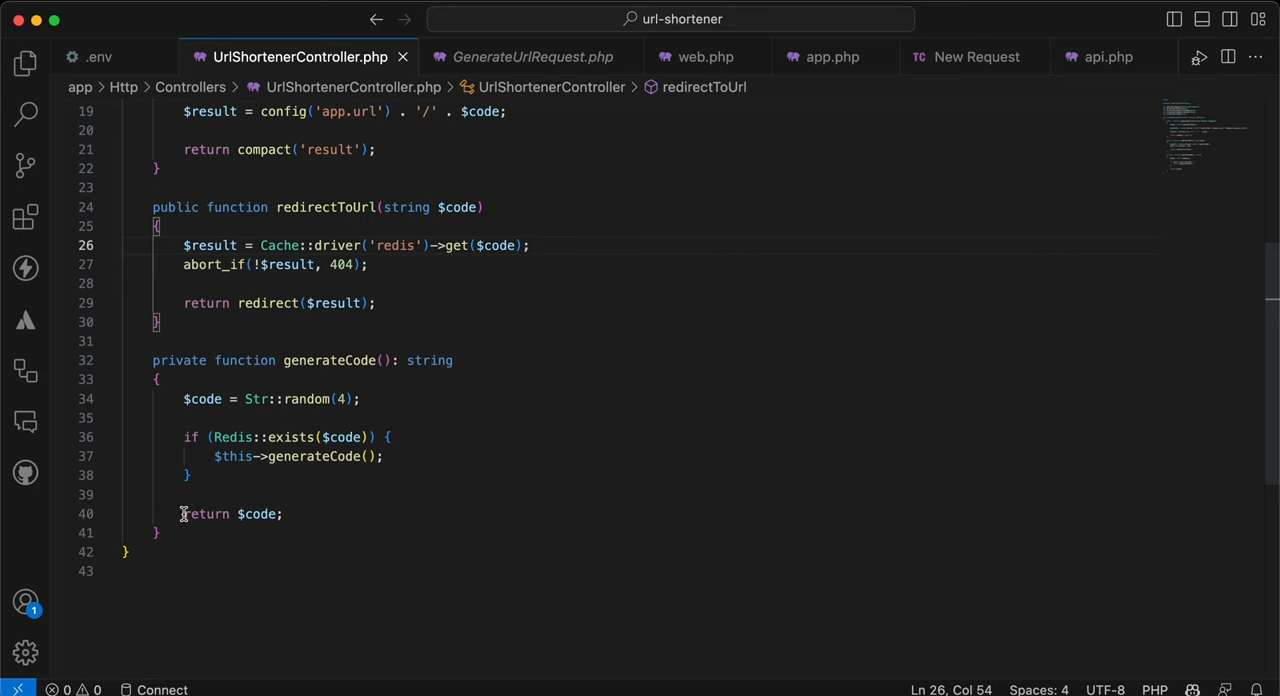 url-shortener
.env
UrlShortenerController.php
GenerateUrlRequest.php
web.php
app.php
TC New Request
api.php
app > Http > Controllers > UrlShortenerController.php > UrlShortenerController > redirectToUrl
19 $result = config('app.url') . '/' . $code;
20
21 return compact('result');
22 }
23
24 public function redirectToUrl(string $code)
25 {
26 $result = Cache::driver('redis')->get($code);
27 abort_if(!$result, 404);
28
29 return redirect($result);
30 }
31
32 private function generateCode(): string
33 {
34 $code = Str::random(4);
35
36 if (Redis::exists($code)) {
37 $this->generateCode();
38 }
39
40 return $code;
41 }
42 }
43
1
0 0 Connect Ln 26, Col 54 Spaces: 4 UTF-8 PHP